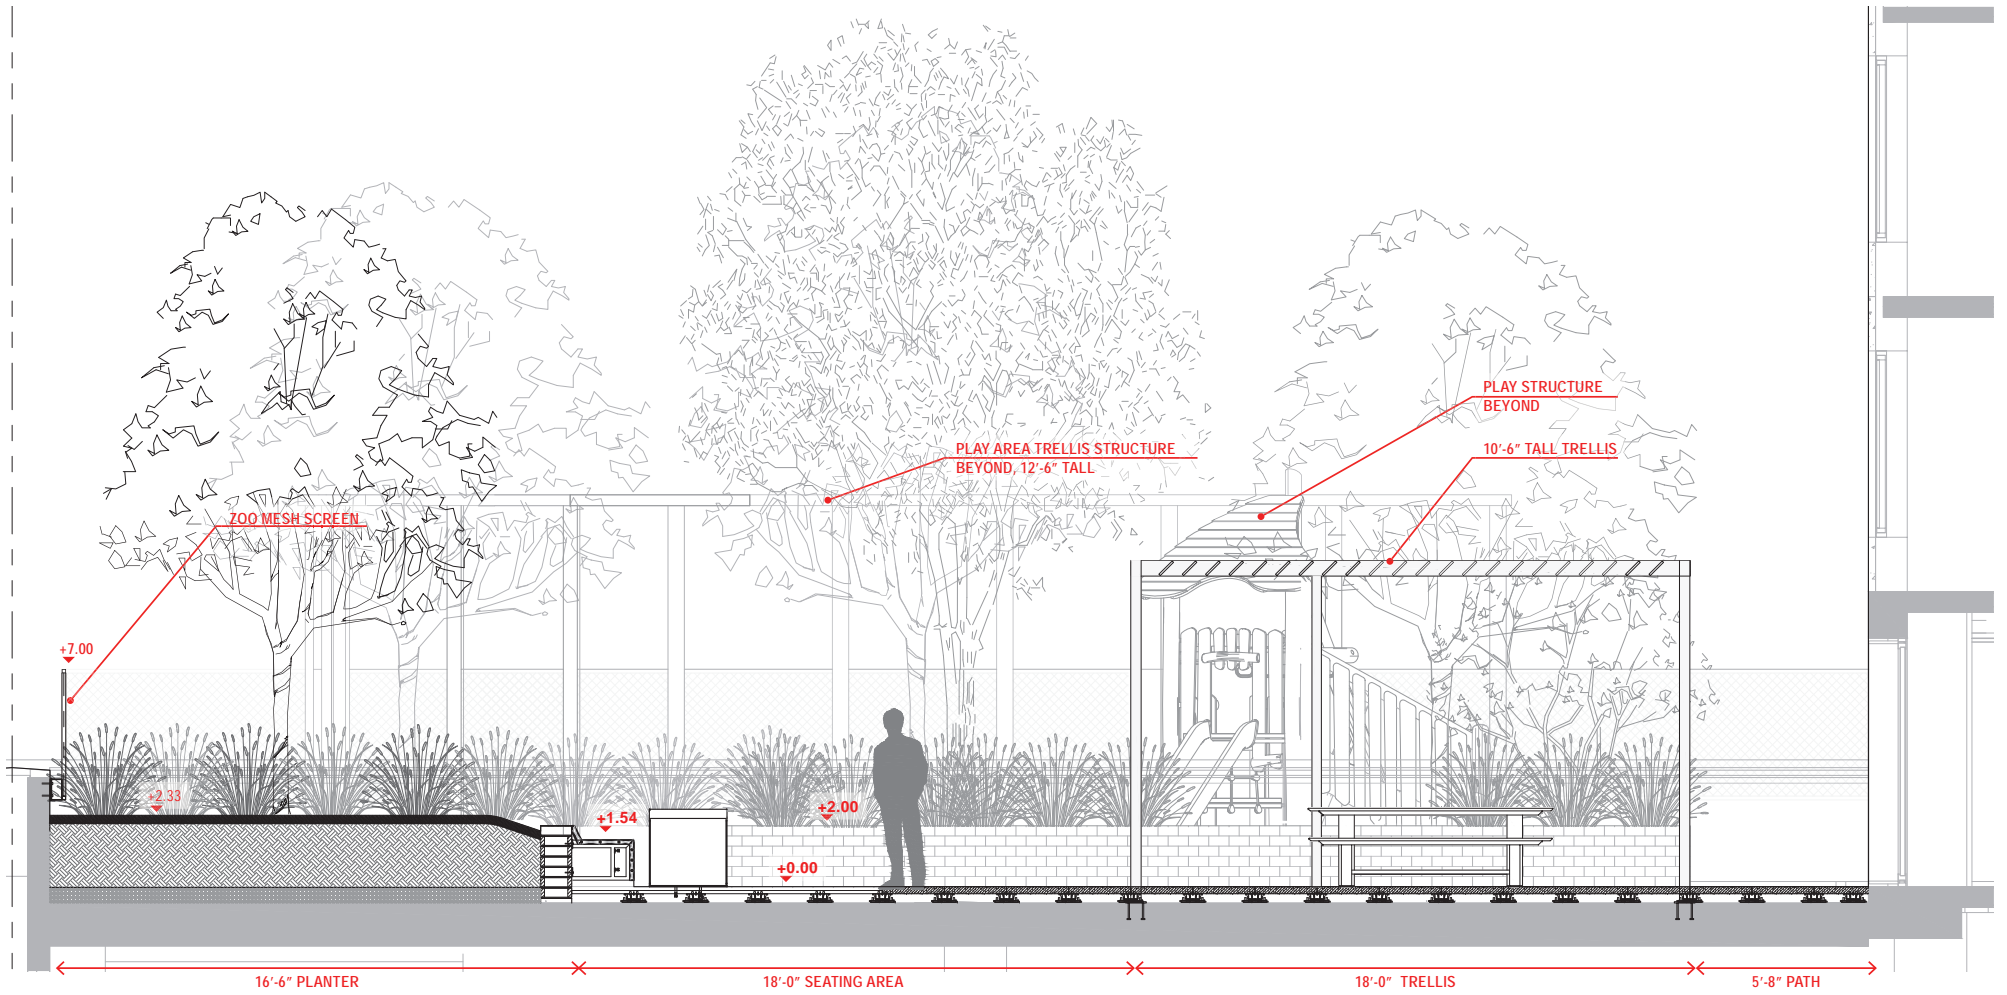 PLAY STRUCTURE
BEYOND
PLAY AREA TRELLIS STRUCTURE
BEYOND, 12'-6" TALL
10'-6" TALL TRELLIS
ZOO MESH SCREEN
+7.00
+2.33
+1.54
+2.00
+0.00
16'-6" PLANTER
18'-0" SEATING AREA
18'-0" TRELLIS
5'-8" PATH